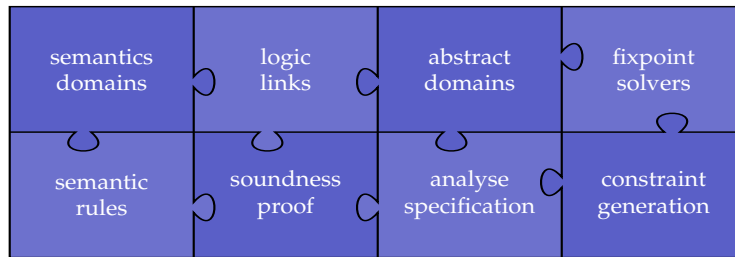 semantics
domains
logic
links
abstract
domains
fixpoint
solvers
semantic
rules
soundness
proof
analyse
specification
constraint
generation